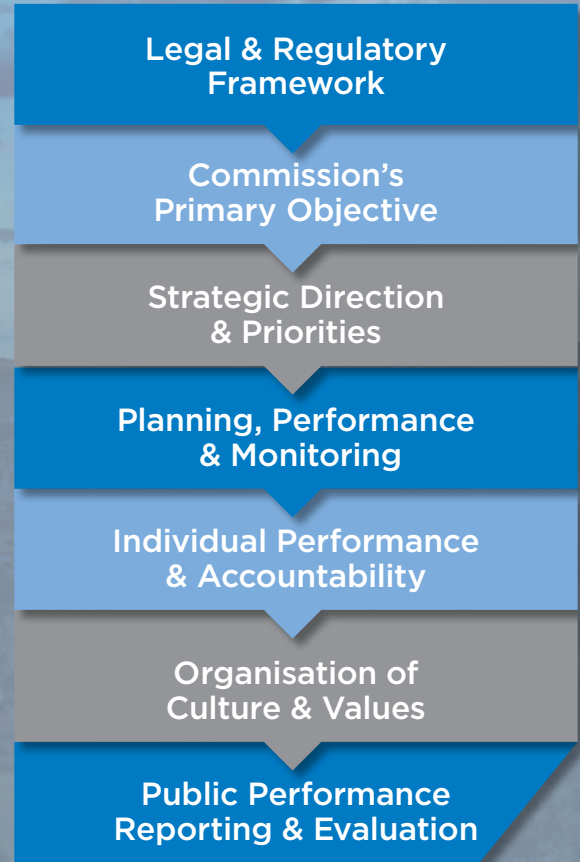 Legal & Regulatory
Framework
Commission's
Primary Objective
Strategic Direction
& Priorities
Planning, Performance
& Monitoring
Individual Performance
& Accountability
Organisation of
Culture & Values
Public Performance
Reporting & Evaluation